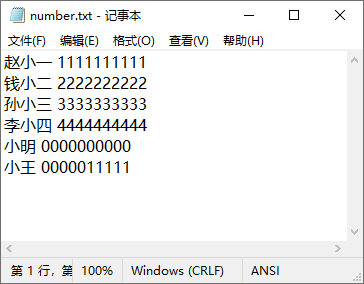 number.txt - 记事本
文件(F) 编辑(E) 格式(O) 查看(V) 帮助(H)
赵小一 1111111111
钱小二 2222222222
孙小三 3333333333
李小四 4444444444
小明 0000000000
小王 0000011111
第 1 行，第 100% Windows (CRLF) ANSI